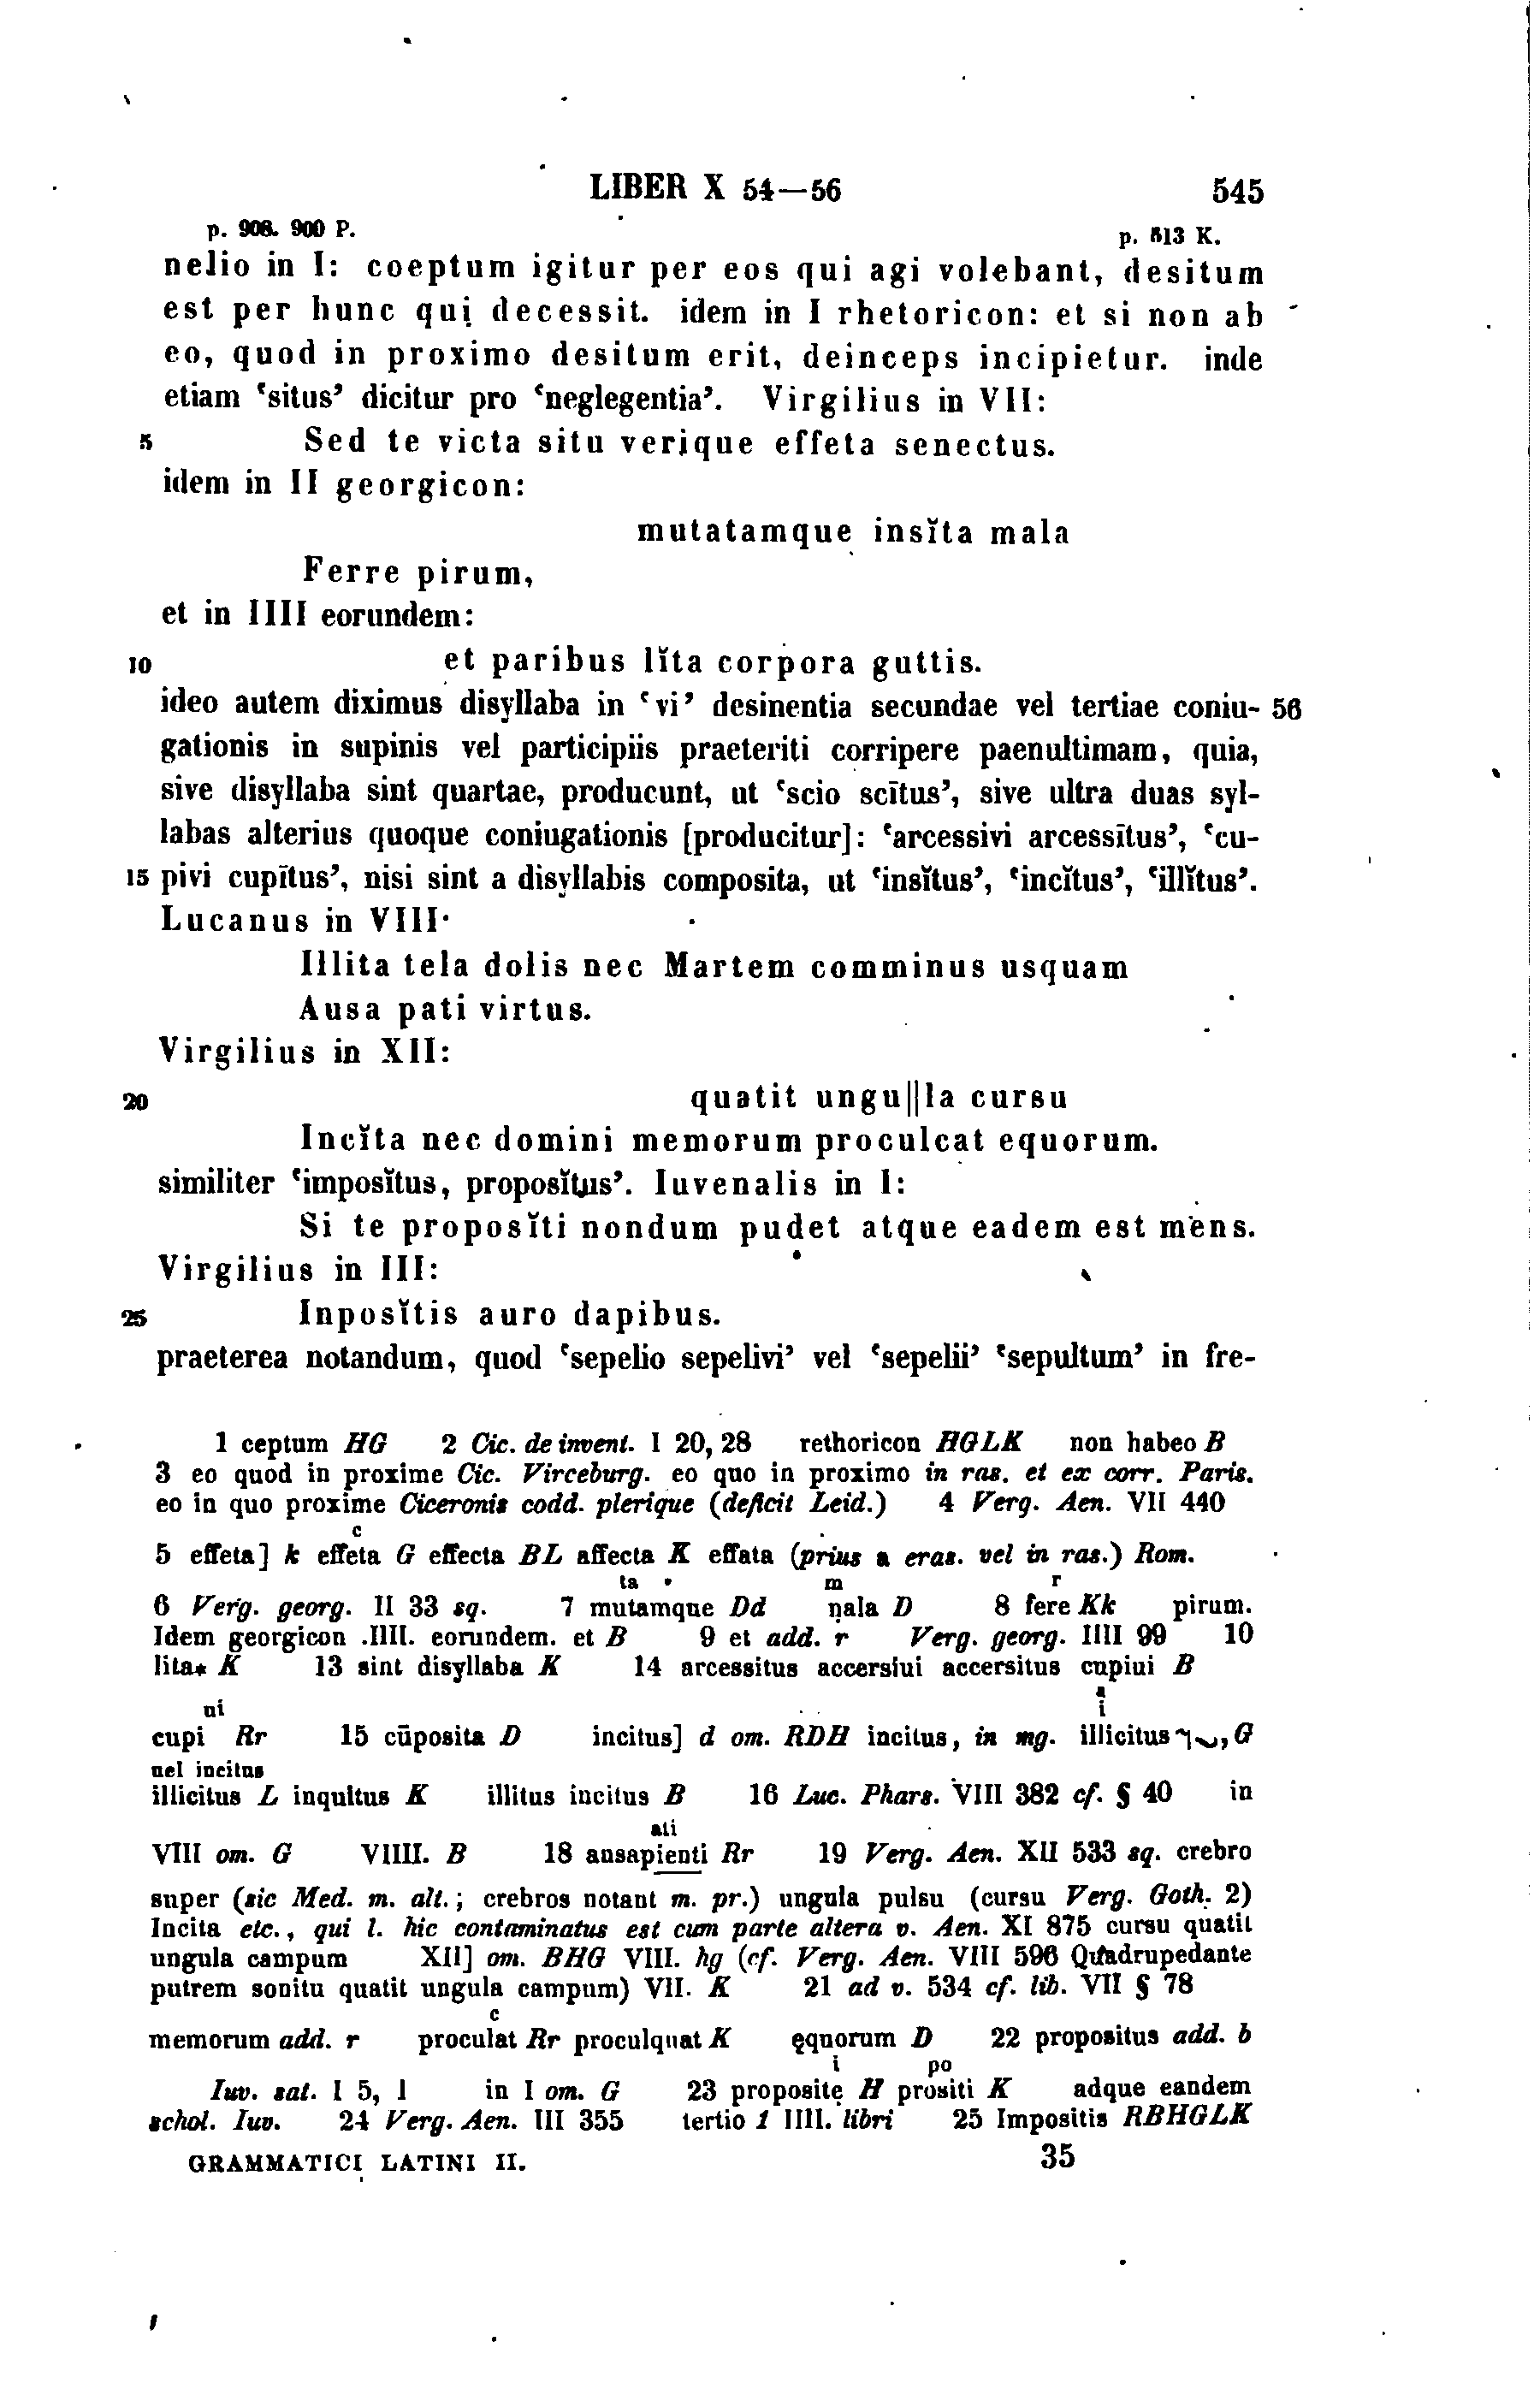 LIBER X 54—56 545
p. 908. 900 P. p. 513 K.
nelio in I: coeptum igitur per eos qui agi volebant, desitum
est per hunc qui decessit. idem in I rhetoricon: et si non ab
eo, quod in proximo desitum erit, deinceps incipietur. inde
etiam ‘situs’ dicitur pro ‘neglegentia’. Virgilius in VII:
5 Sed te victa situ verique effeta senectus.
idem in II georgicon:
mutatamque insĭta mala
Ferre pirum,
et in IIII eorundem:
10 et paribus lĭta corpora guttis.
ideo autem diximus disyllaba in ‘vi’ desinentia secundae vel tertiae coniu- 56
gationis in supinis vel participiis praeteriti corripere paenultimam, quia,
sive disyllaba sint quartae, producunt, ut ‘scio scītus’, sive ultra duas syl-
labas alterius quoque coniugationis [producitur]: ‘arcessivi arcessītus’, ‘cu-
15 pivi cupītus’, nisi sint a disyllabis composita, ut ‘insĭtus’, ‘incĭtus’, ‘illĭtus’.
Lucanus in VIII·
Illita tela dolis nec Martem comminus usquam
Ausa pati virtus.
Virgilius in XII:
20 quatit ungu||la cursu
Incĭta nec domini memorum proculcat equorum.
similiter ‘imposĭtus, proposĭtus’. Iuvenalis in I:
Si te proposĭti nondum pudet atque eadem est mens.
Virgilius in III:
25 Inposĭtis auro dapibus.
praeterea notandum, quod ‘sepelio sepelivi’ vel ‘sepelii’ ‘sepultum’ in fre-
1 ceptum HG 2 Cic. de invent. I 20, 28 rethoricon HGLK non habeo B
3 eo quod in proxime Cic. Virceburg. eo quo in proximo in ras. et ex corr. Paris.
eo in quo proxime Ciceronis codd. plerique (deficit Leid.) 4 Verg. Aen. VII 440
c
5 effeta] k effeta G effecta BL affecta K effata (prius a eras. vel in ras.) Rom.
ta m r
6 Verg. georg. II 33 sq. 7 mutamque Dd ṇala D 8 fere Kk pirum.
Idem georgicon .IIII. eorundem. et B 9 et add. r Verg. georg. IIII 99 10
lita* K 13 sint disyllaba K 14 arcessitus accersiui accersitus cupiui B
ui a
i
cupi Rr 15 cūposita D incitus] d om. RDH incitus, in mg. illicitus G
uel incitus
illicitus L inquitus K illitus incitus B 16 Luc. Phars. VIII 382 cf. § 40 in
ati
VIII om. G VIIII. B 18 ausapienti Rr 19 Verg. Aen. XII 533 sq. crebro
super (sic Med. m. alt.; crebros notant m. pr.) ungula pulsu (cursu Verg. Goth. 2)
Incita etc., qui l. hic contaminatus est cum parte altera v. Aen. XI 875 cursu quatit
ungula campum XII] om. BHG VIII. hg (cf. Verg. Aen. VIII 596 Quadrupedante
putrem sonitu quatit ungula campum) VII. K 21 ad v. 534 cf. lib. VII § 78
c
memorum add. r proculat Rr proculquat K ęquorum D 22 propositus add. b
i po
Iuv. sat. I 5, 1 in I om. G 23 proposite H prositi K adque eandem
schol. Iuv. 24 Verg. Aen. III 355 tertio 1 IIII. libri 25 Impositis RBHGLK
GRAMMATICI LATINI II. 35